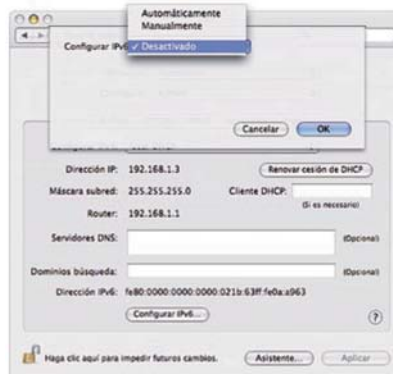 Automáticamente
Manualmente
Configurar IPv6 ✓ Desactivado
Cancelar OK
Dirección IP: 192.168.1.3 Renovar cesión de DHCP
Máscara subred: 255.255.255.0 Cliente DHCP:
(Si es necesario)
Router: 192.168.1.1
Servidores DNS: (Opcional)
Dominios búsqueda: (Opcional)
Dirección IPv6: fe80:0000:0000:0000:021b:63ff:fe0a:a963
Configurar IPv6...
?
Haga clic aquí para impedir futuros cambios. Asistente... Aplicar